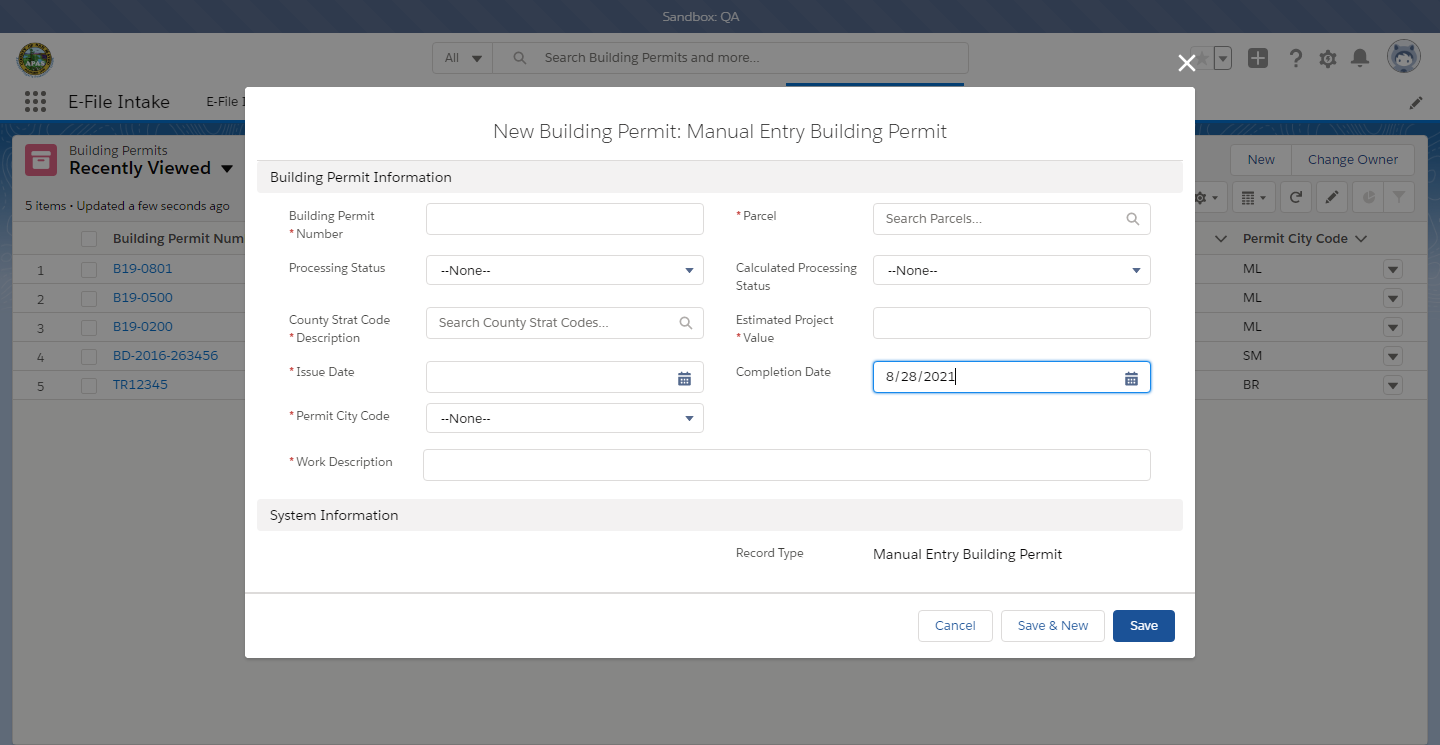 Sandbox: QA
APAS
All
Search Building Permits and more...
E-File Intake
E-File I
Building Permits
Recently Viewed
New
Change Owner
5 items • Updated a few seconds ago
Building Permit Num
Permit City Code
1 B19-0801 ML
2 B19-0500 ML
3 B19-0200 ML
4 BD-2016-263456 SM
5 TR12345 BR
New Building Permit: Manual Entry Building Permit
Building Permit Information
Building Permit
*Number
*Parcel
Search Parcels...
Processing Status
--None--
Calculated Processing
Status
--None--
County Strat Code
*Description
Search County Strat Codes...
Estimated Project
*Value
*Issue Date
Completion Date
8/28/2021
*Permit City Code
--None--
*Work Description
System Information
Record Type
Manual Entry Building Permit
Cancel
Save & New
Save